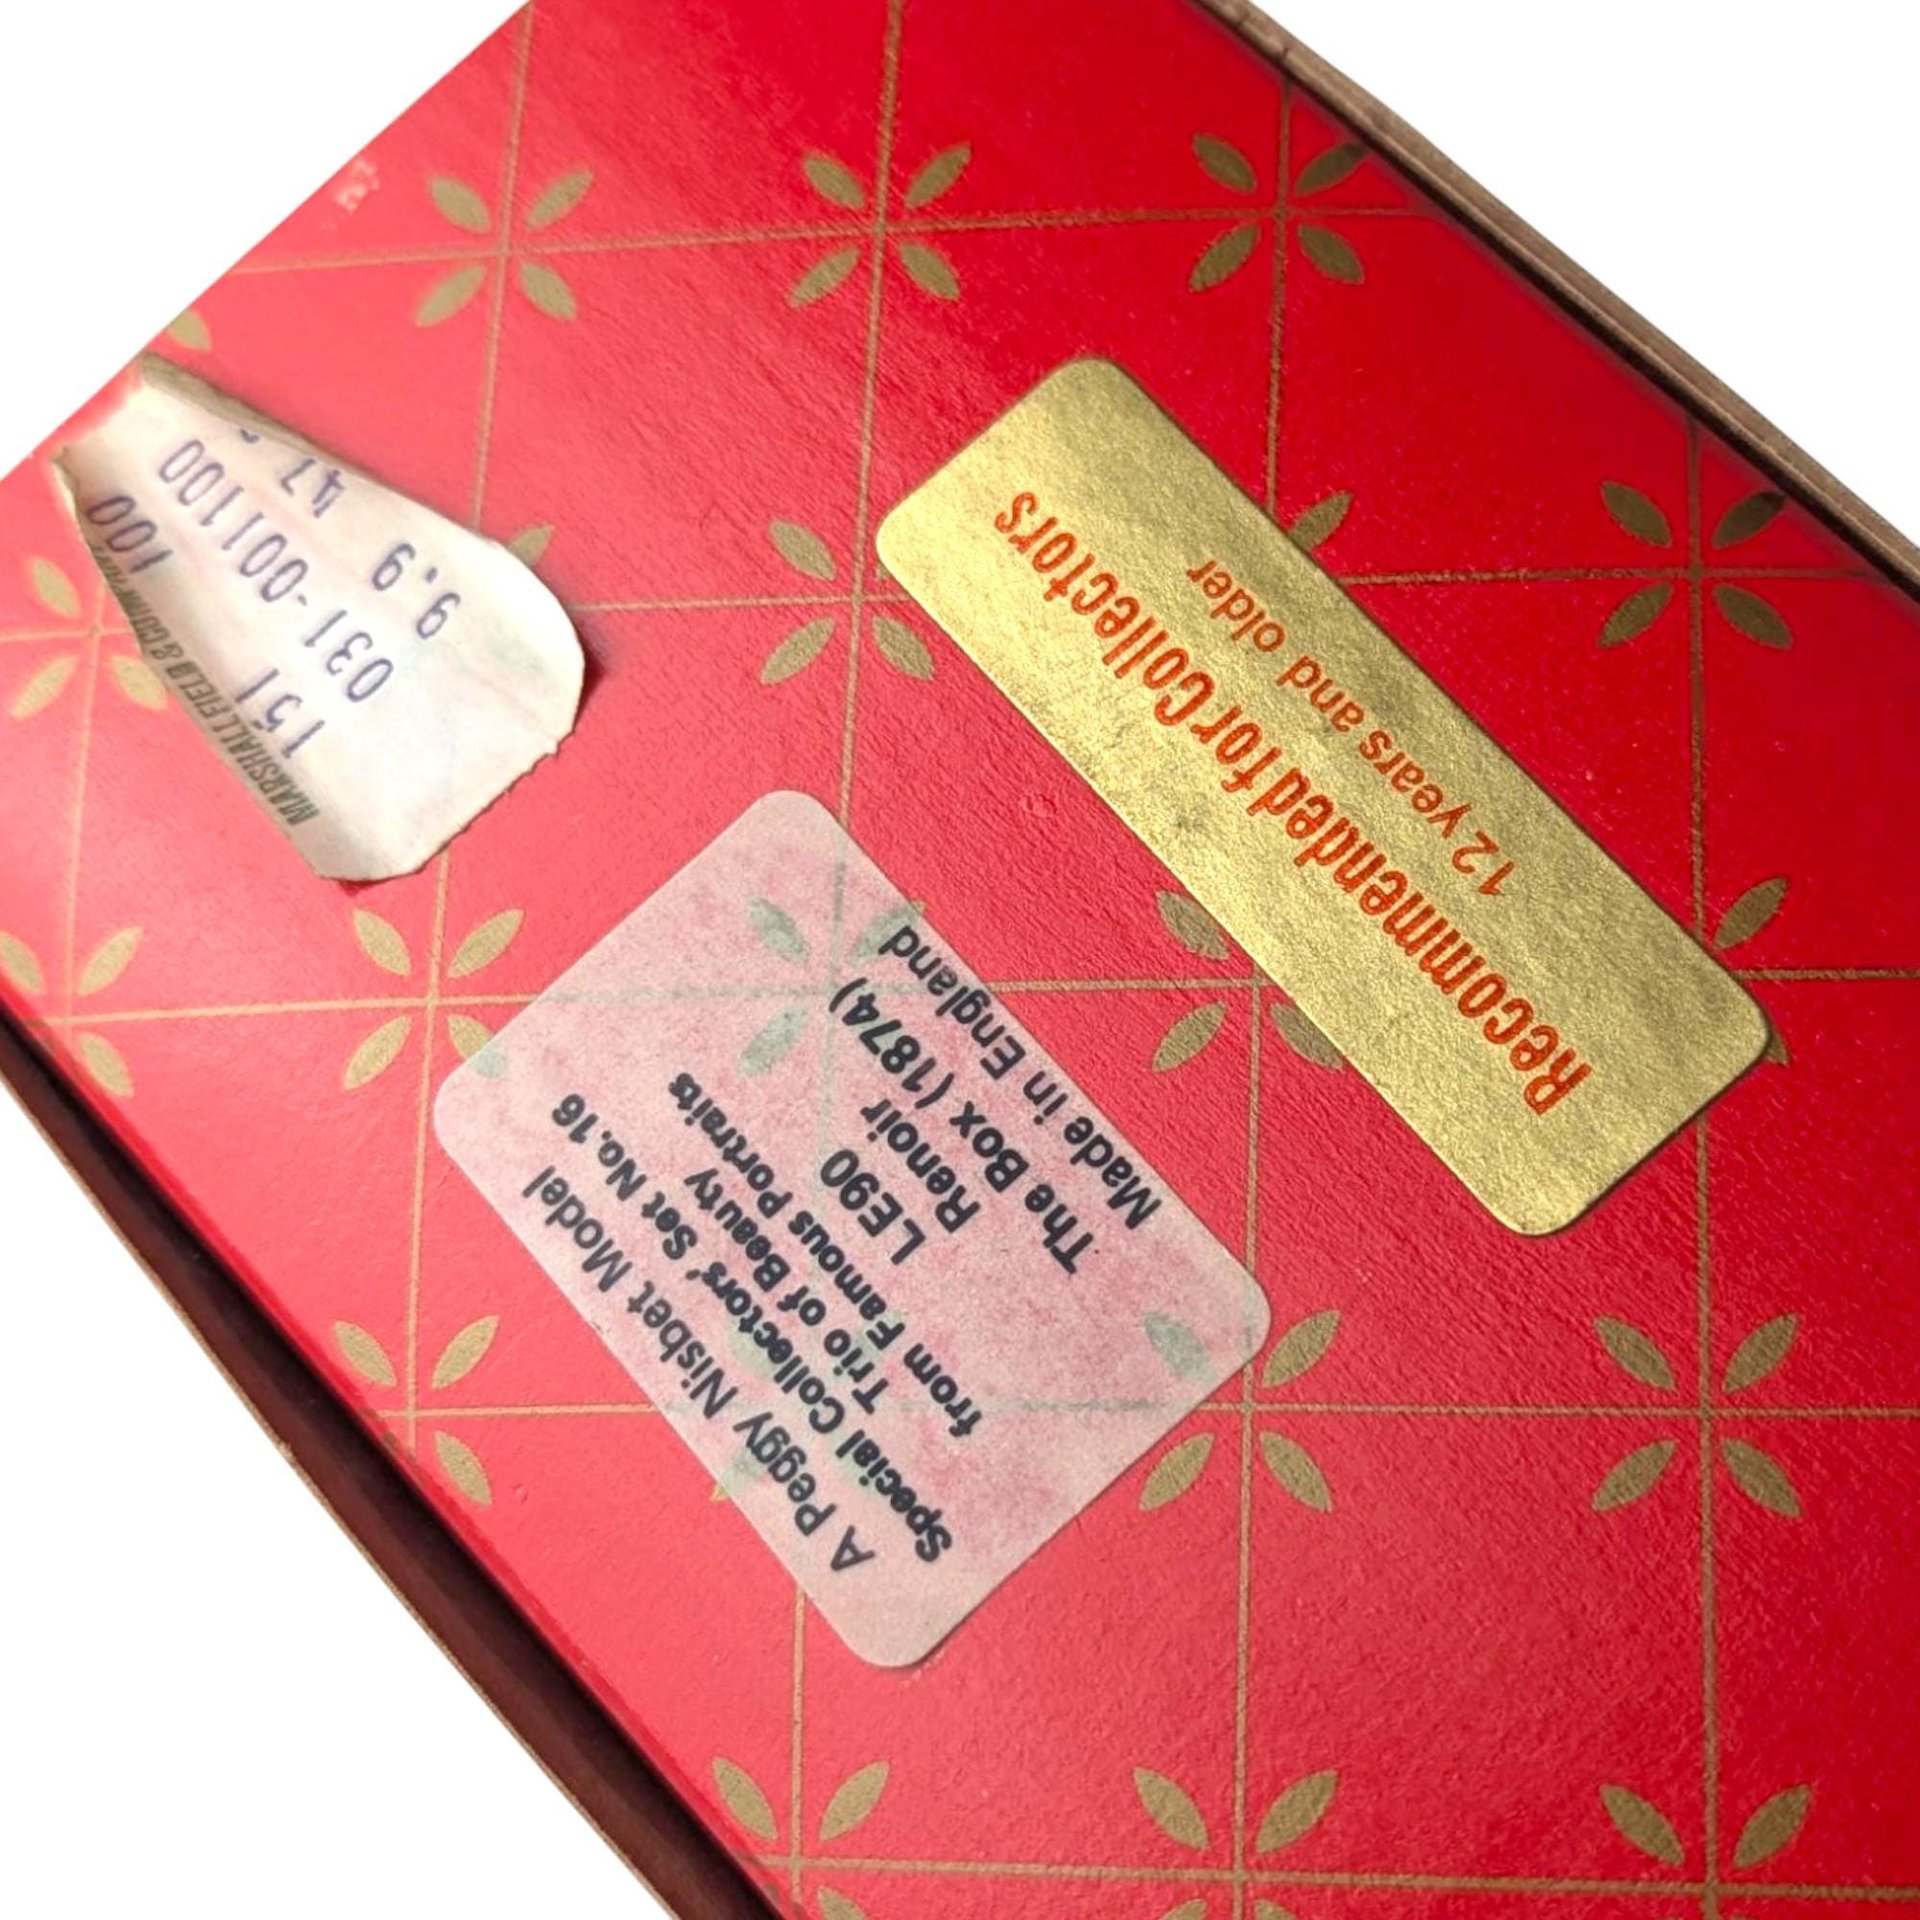 A Peggy Nisbet Model
Special Collectors' Set No.16
Trio of Beauty
from Famous Portraits
LE90
Renoir
The Box (1874)
Made in England
Recommended for Collectors
12 years and older
MARSHALL FIELD & COMPANY
151 100
031-001100
47
9.9